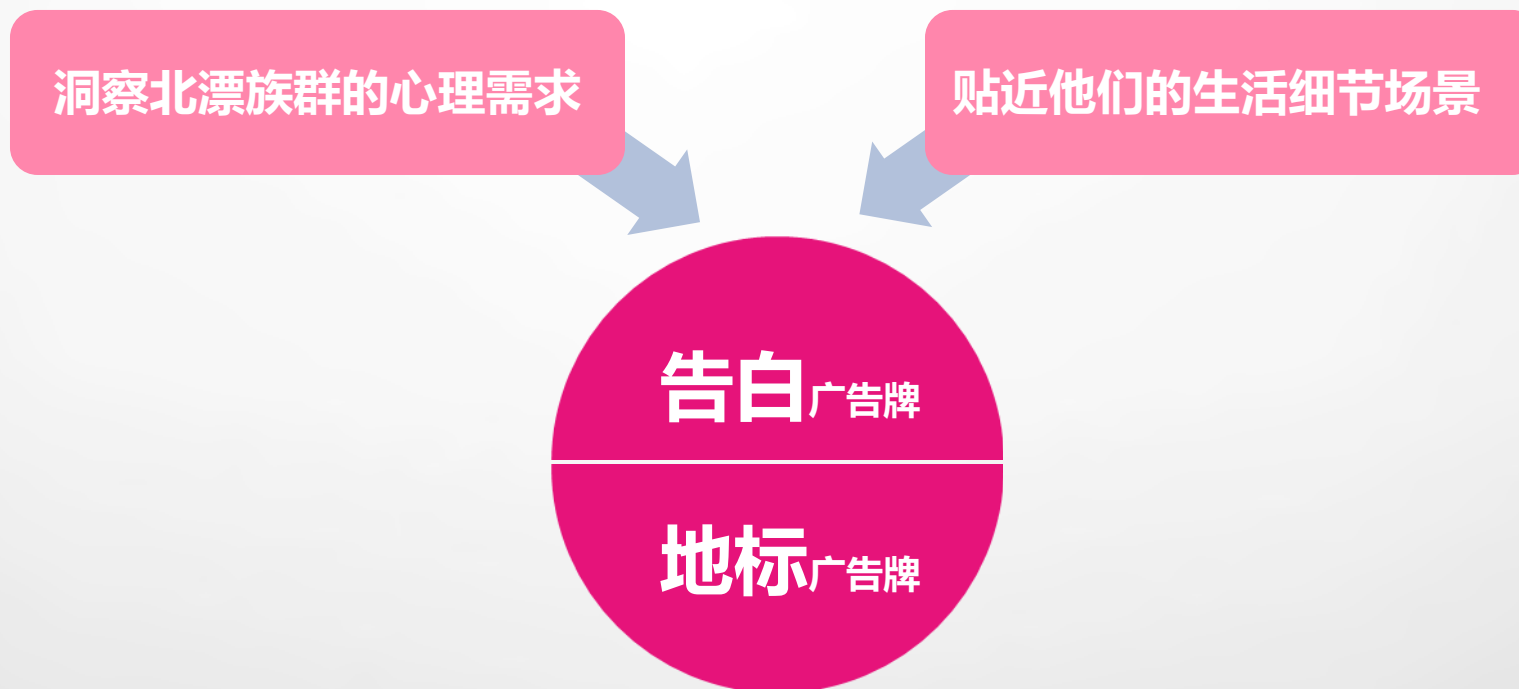 洞察北漂族群的心理需求
贴近他们的生活细节场景
告白广告牌
地标广告牌